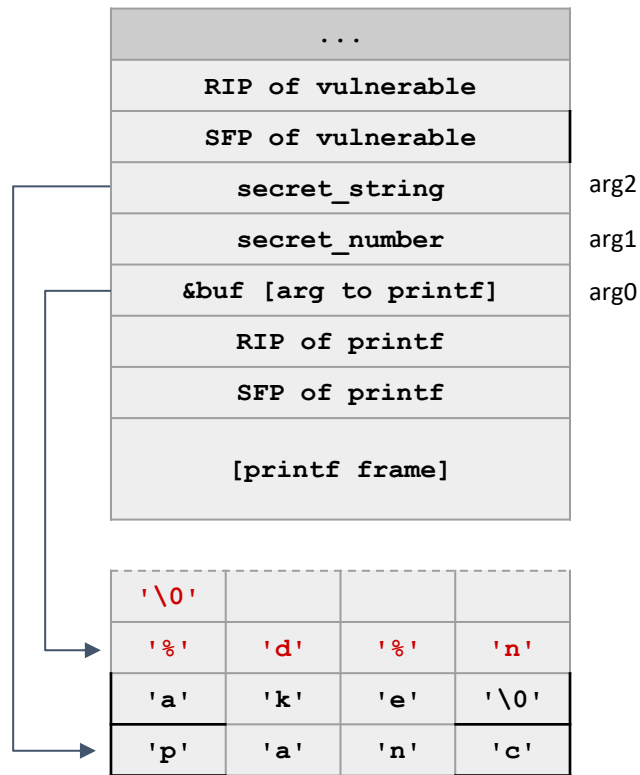 ...
RIP of vulnerable
SFP of vulnerable
secret_string arg2
secret_number arg1
&buf [arg to printf] arg0
RIP of printf
SFP of printf
[printf frame]
'\0'
'%' 'd' '%' 'n'
'a' 'k' 'e' '\0'
'p' 'a' 'n' 'c'